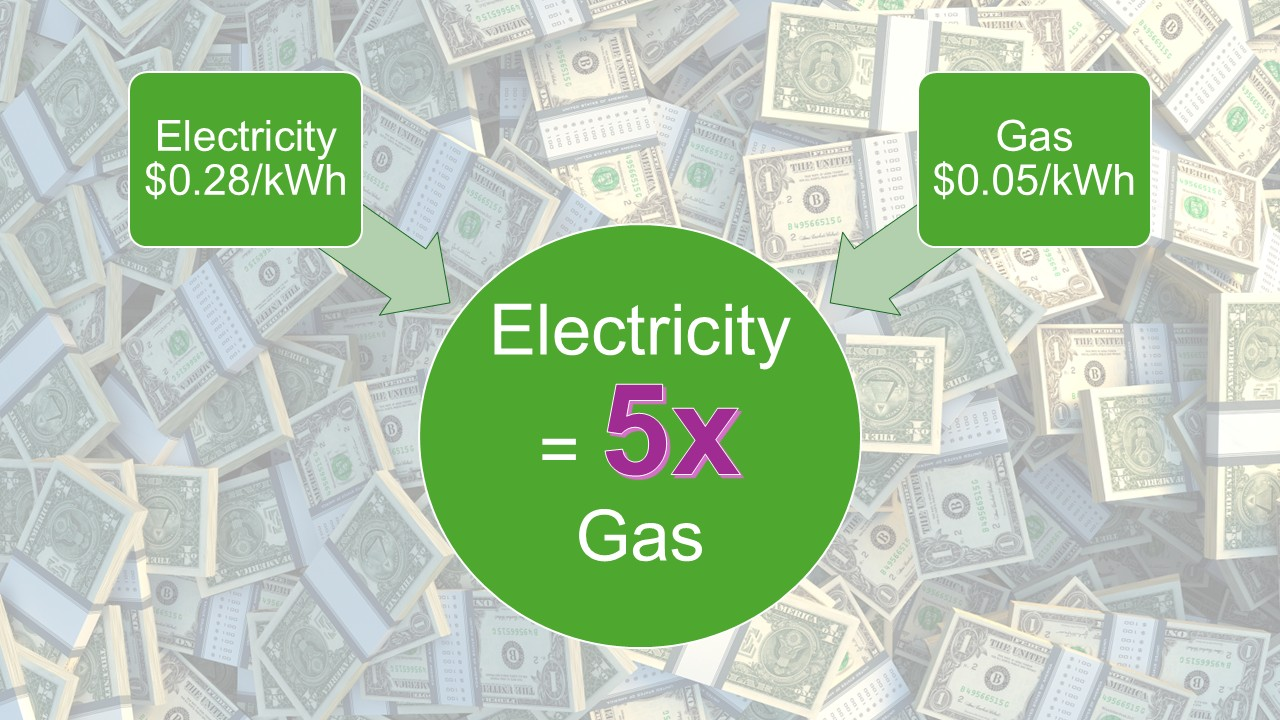 Electricity
$0.28/kWh
Gas
$0.05/kWh
Electricity
= 5x
Gas